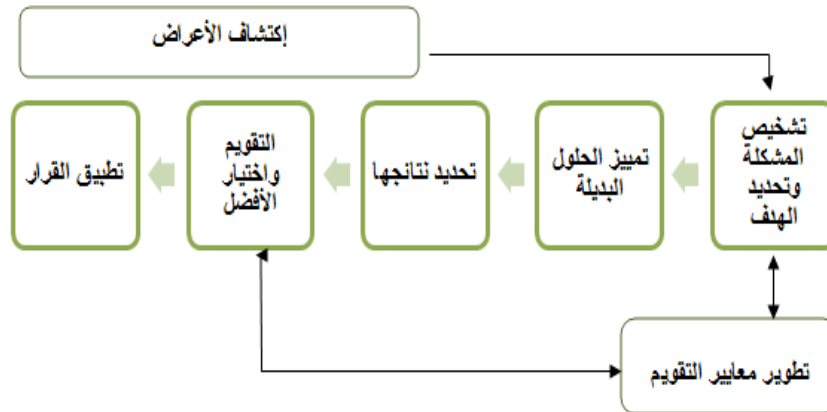 إكتشاف الأعراض
تشخيص
المشكلة
وتحديد
الهدف
تمييز الحلول
البديلة
تحديد نتائجها
التقويم
واختيار
الأفضل
تطبيق القرار
تطوير معايير التقويم